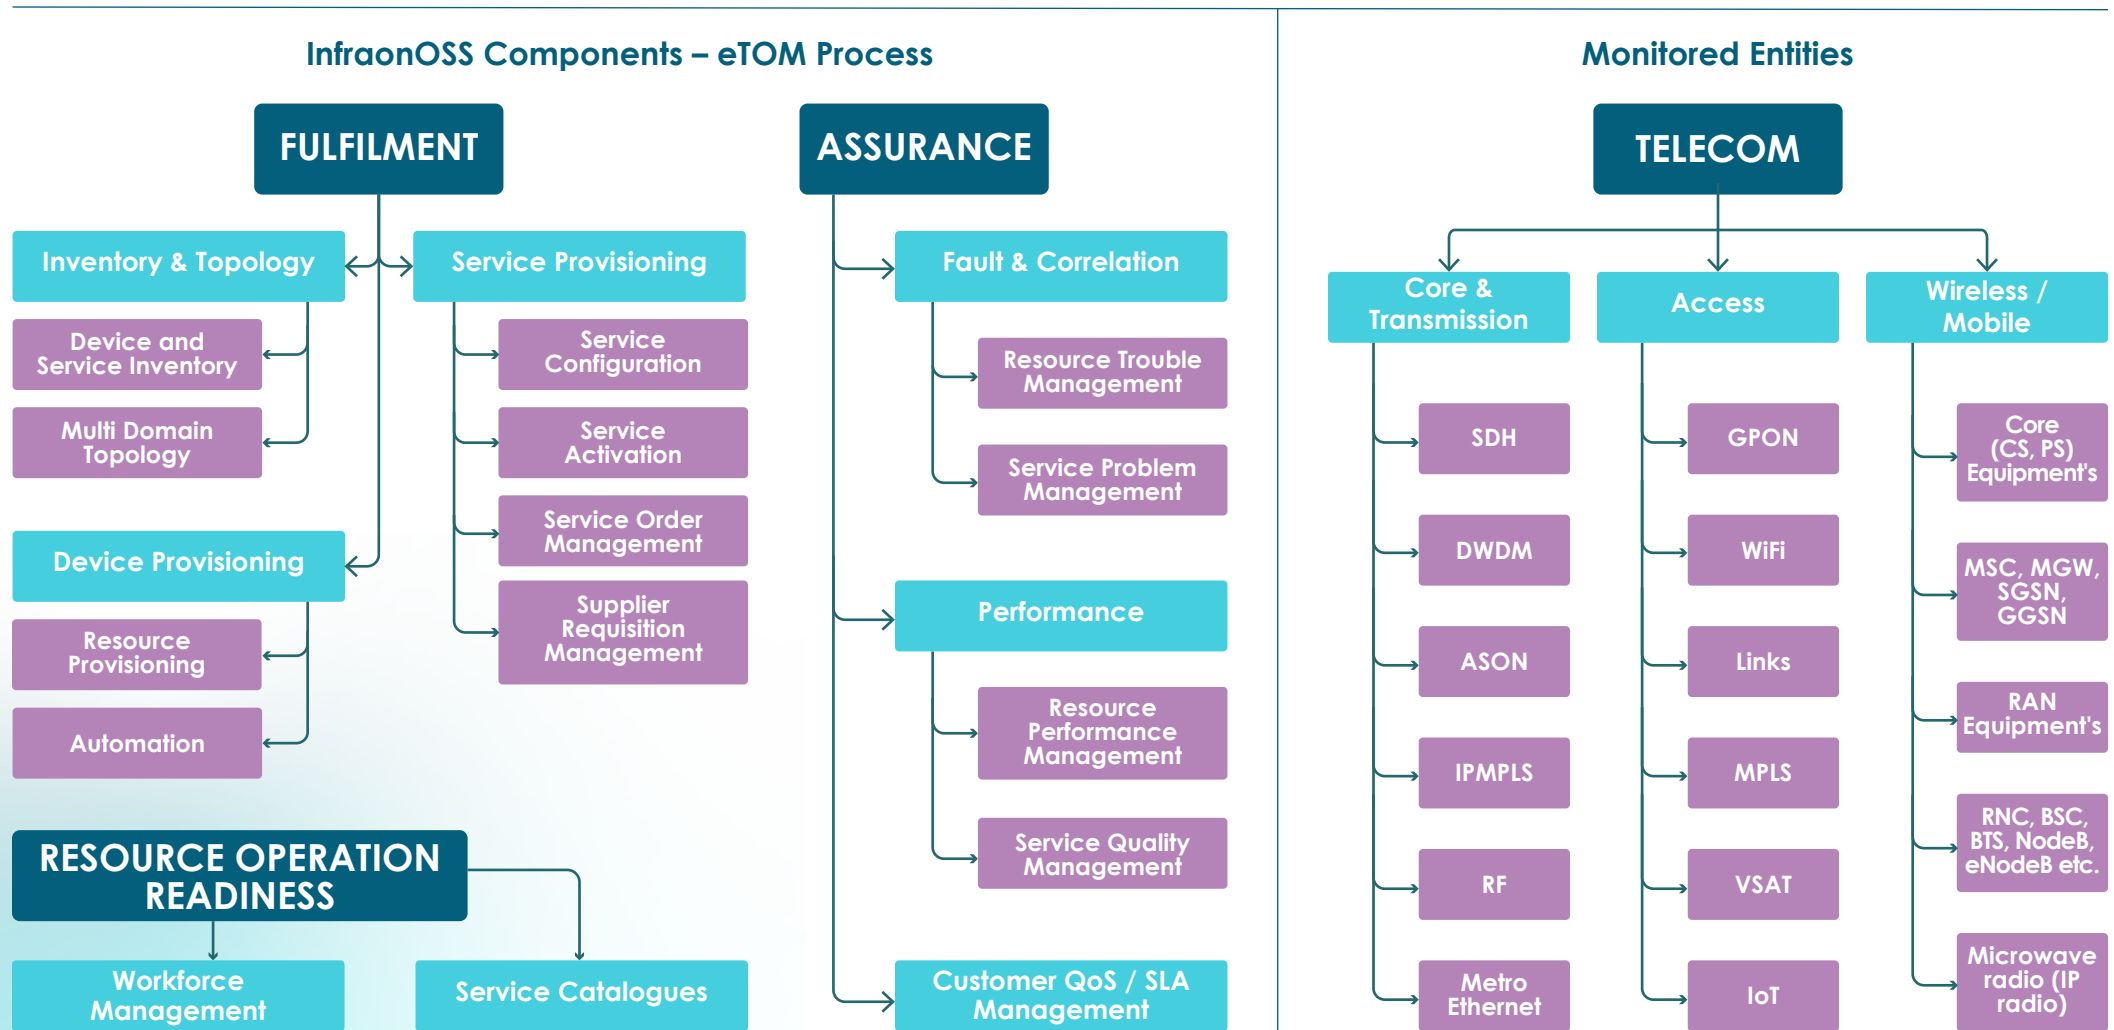 InfraonOSS Components – eTOM Process
FULFILMENT
Inventory & Topology
Device and
Service Inventory
Multi Domain
Topology
Device Provisioning
Resource
Provisioning
Automation
Service Provisioning
Service
Configuration
Service
Activation
Service Order
Management
Supplier
Requisition
Management
RESOURCE OPERATION
READINESS
Workforce
Management
Service Catalogues
ASSURANCE
Fault & Correlation
Resource Trouble
Management
Service Problem
Management
Performance
Resource
Performance
Management
Service Quality
Management
Customer QoS / SLA
Management
Monitored Entities
TELECOM
Core &
Transmission
SDH
DWDM
ASON
IPMPLS
RF
Metro
Ethernet
Access
GPON
WiFi
Links
MPLS
VSAT
IoT
Wireless /
Mobile
Core
(CS, PS)
Equipment's
MSC, MGW,
SGSN,
GGSN
RAN
Equipment's
RNC, BSC,
BTS, NodeB,
eNodeB etc.
Microwave
radio (IP
radio)